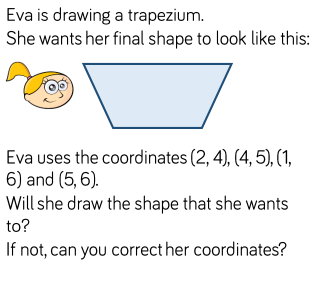 Eva is drawing a trapezium.
She wants her final shape to look like this:
Eva uses the coordinates (2, 4), (4, 5), (1,
6) and (5, 6).
Will she draw the shape that she wants
to?
If not, can you correct her coordinates?